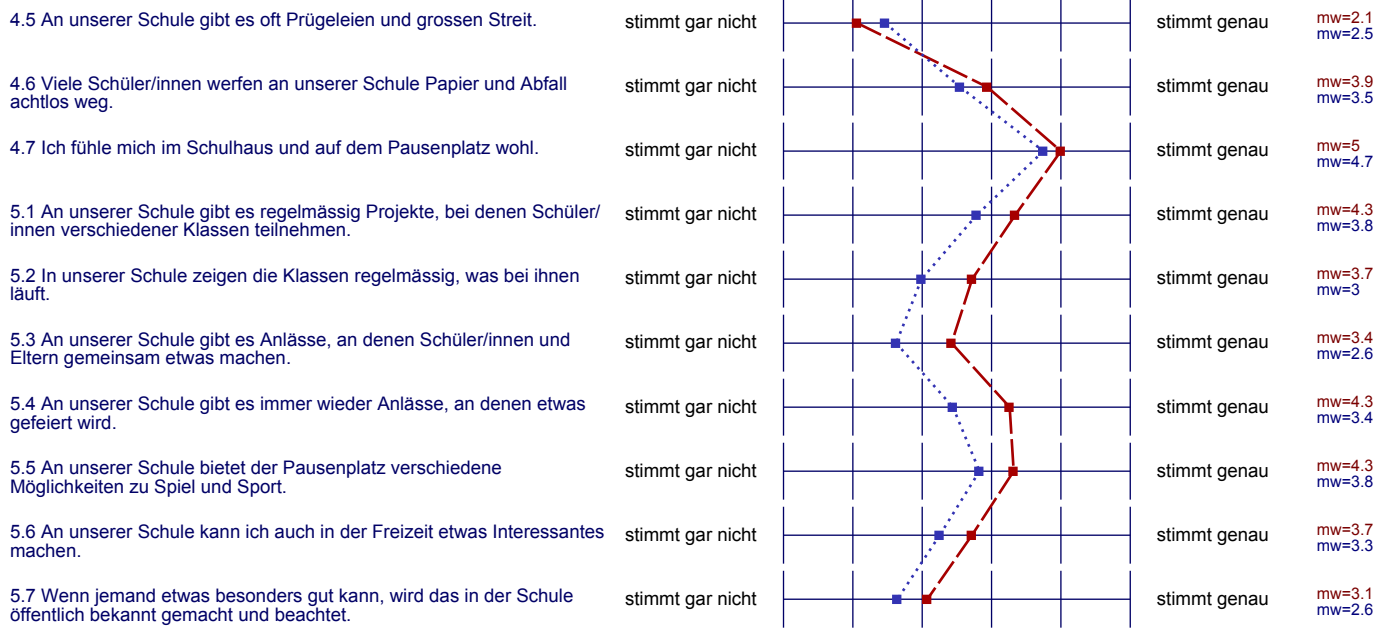 4.5 An unserer Schule gibt es oft Prügeleien und grossen Streit.
stimmt gar nicht
stimmt genau
mw=2.1
mw=2.5
4.6 Viele Schüler/innen werfen an unserer Schule Papier und Abfall
achtlos weg.
stimmt gar nicht
stimmt genau
mw=3.9
mw=3.5
4.7 Ich fühle mich im Schulhaus und auf dem Pausenplatz wohl.
stimmt gar nicht
stimmt genau
mw=5
mw=4.7
5.1 An unserer Schule gibt es regelmässig Projekte, bei denen Schüler/
innen verschiedener Klassen teilnehmen.
stimmt gar nicht
stimmt genau
mw=4.3
mw=3.8
5.2 In unserer Schule zeigen die Klassen regelmässig, was bei ihnen
läuft.
stimmt gar nicht
stimmt genau
mw=3.7
mw=3
5.3 An unserer Schule gibt es Anlässe, an denen Schüler/innen und
Eltern gemeinsam etwas machen.
stimmt gar nicht
stimmt genau
mw=3.4
mw=2.6
5.4 An unserer Schule gibt es immer wieder Anlässe, an denen etwas
gefeiert wird.
stimmt gar nicht
stimmt genau
mw=4.3
mw=3.4
5.5 An unserer Schule bietet der Pausenplatz verschiedene
Möglichkeiten zu Spiel und Sport.
stimmt gar nicht
stimmt genau
mw=4.3
mw=3.8
5.6 An unserer Schule kann ich auch in der Freizeit etwas Interessantes
machen.
stimmt gar nicht
stimmt genau
mw=3.7
mw=3.3
5.7 Wenn jemand etwas besonders gut kann, wird das in der Schule
öffentlich bekannt gemacht und beachtet.
stimmt gar nicht
stimmt genau
mw=3.1
mw=2.6